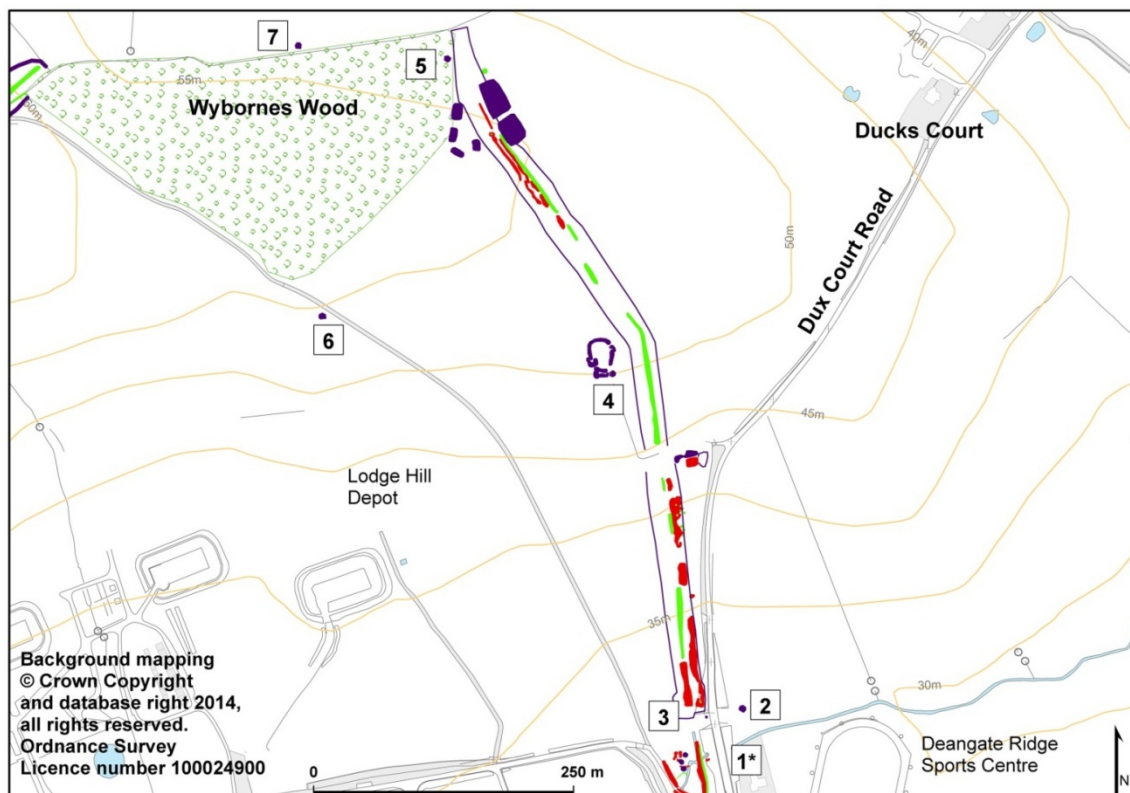 7
5
40m
55m
Wybornes Wood
Ducks Court
60m
50m
Dux Court Road
6
4
45m
Lodge Hill
Depot
35m
Background mapping
© Crown Copyright
and database right 2014,
all rights reserved.
Ordnance Survey
Licence number 100024900
30m
3
2
0
250 m
1*
Deangate Ridge
Sports Centre
N